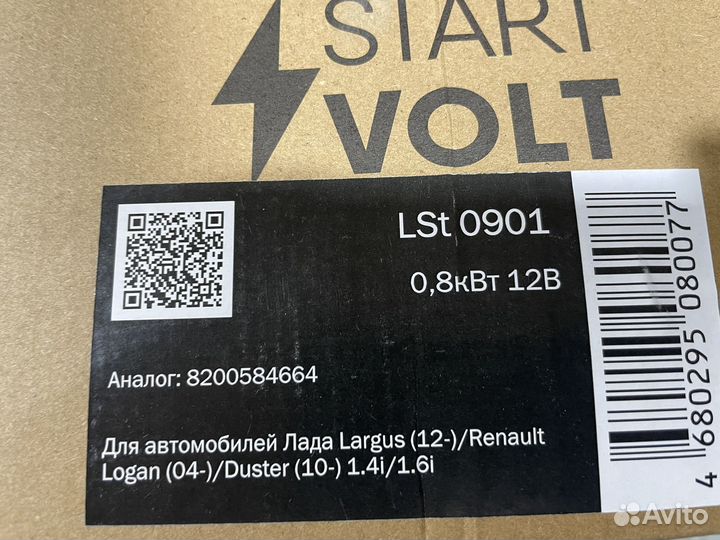 START
VOLT
LSt 0901
0,8кВт 12В
Аналог: 8200584664
Для автомобилей Лада Largus (12-)/Renault
Logan (04-)/Duster (10-) 1.4i/1.6i
4 680295 080077
Avito